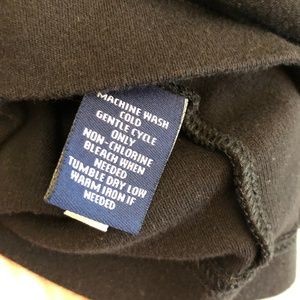 MACHINE WASH
COLD
GENTLE CYCLE
ONLY
NON-CHLORINE
BLEACH WHEN
NEEDED
TUMBLE DRY LOW
WARM IRON IF
NEEDED